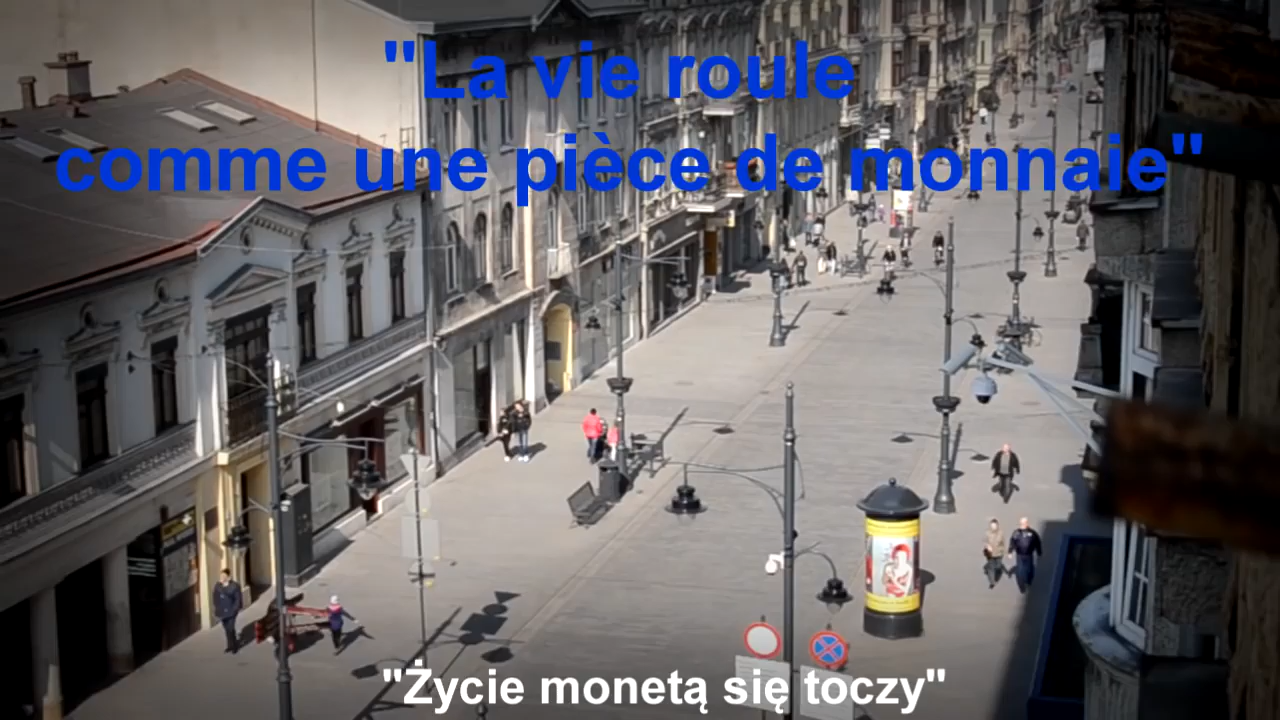 "La vie roule
comme une pièce de monnaie"
"Życie monetą się toczy"